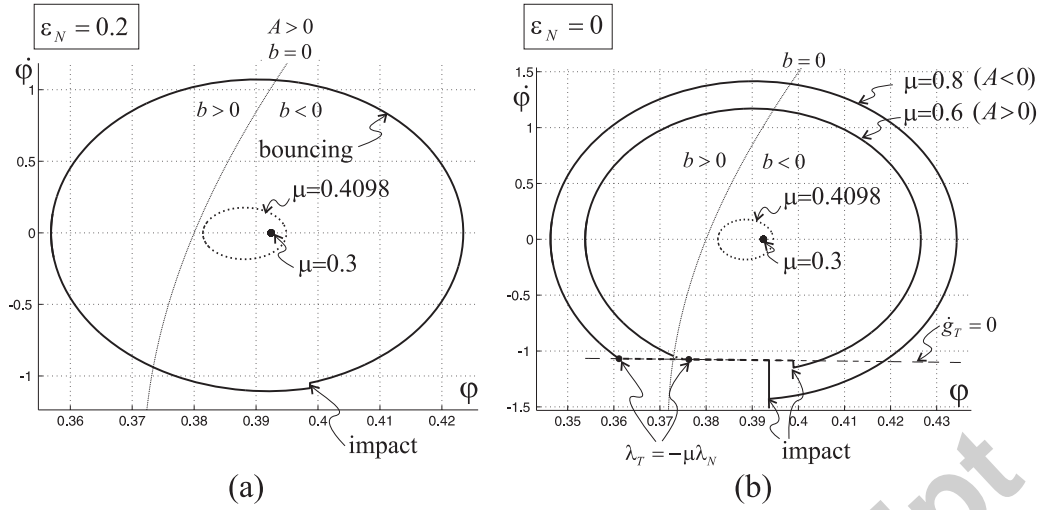 ε_N = 0.2
A > 0
b = 0
φ̇
b > 0
b < 0
bouncing
μ=0.4098
μ=0.3
1
0.5
0
-0.5
-1
φ
0.36 0.37 0.38 0.39 0.40 0.41 0.42
impact
(a)
ε_N = 0
b = 0
φ̇
μ=0.8 (A<0)
μ=0.6 (A>0)
b > 0
b < 0
μ=0.4098
μ=0.3
ġ_T = 0
1.5
1
0.5
0
-0.5
-1
-1.5
φ
0.35 0.36 0.37 0.38 0.39 0.40 0.41 0.42 0.43
λ_T = −μλ_N
impact
(b)